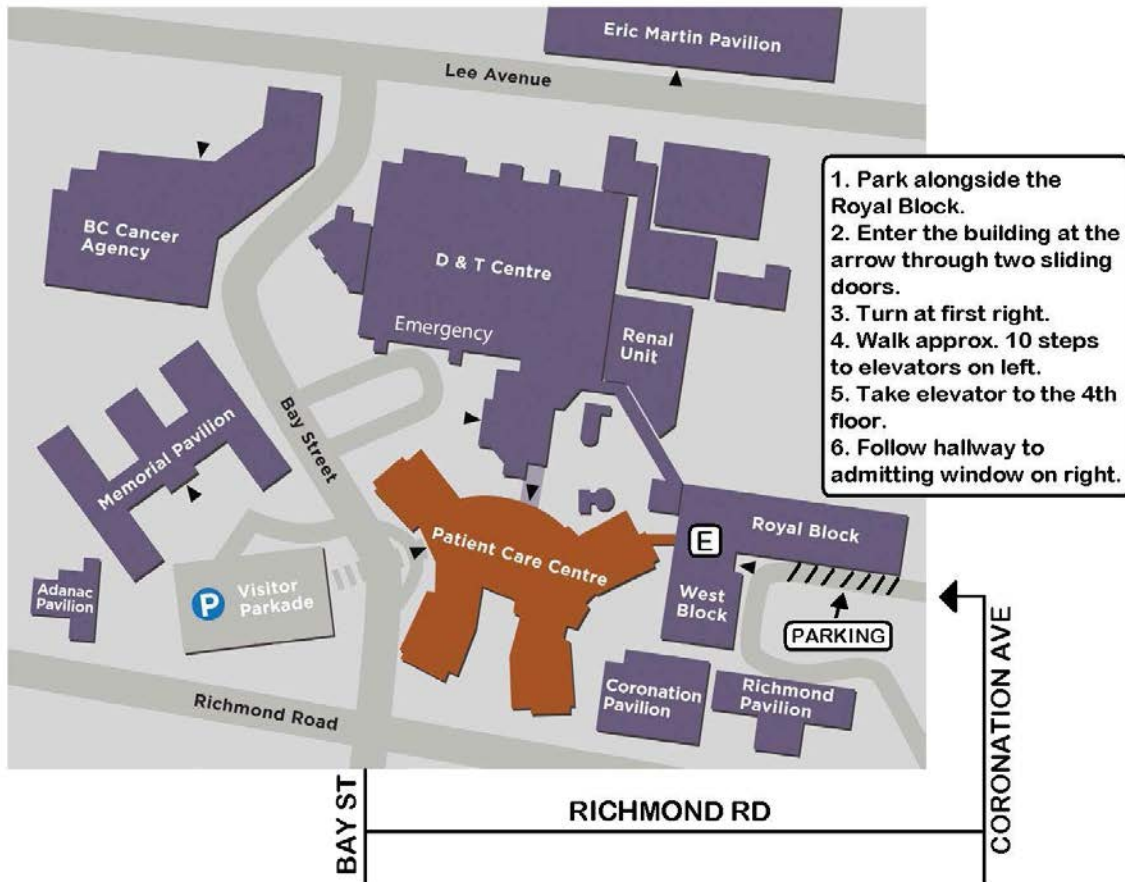 Eric Martin Pavilion
Lee Avenue
1. Park alongside the
Royal Block.
2. Enter the building at the
arrow through two sliding
doors.
3. Turn at first right.
4. Walk approx. 10 steps
to elevators on left.
5. Take elevator to the 4th
floor.
6. Follow hallway to
admitting window on right.
BC Cancer
Agency
D & T Centre
Emergency
Renal
Unit
Bay Street
Memorial Pavilion
Royal Block
E
Patient Care Centre
West
Block
Adanac
Pavilion
P
Visitor
Parkade
PARKING
Coronation
Pavilion
Richmond
Pavilion
Richmond Road
BAY ST
RICHMOND RD
CORONATION AVE